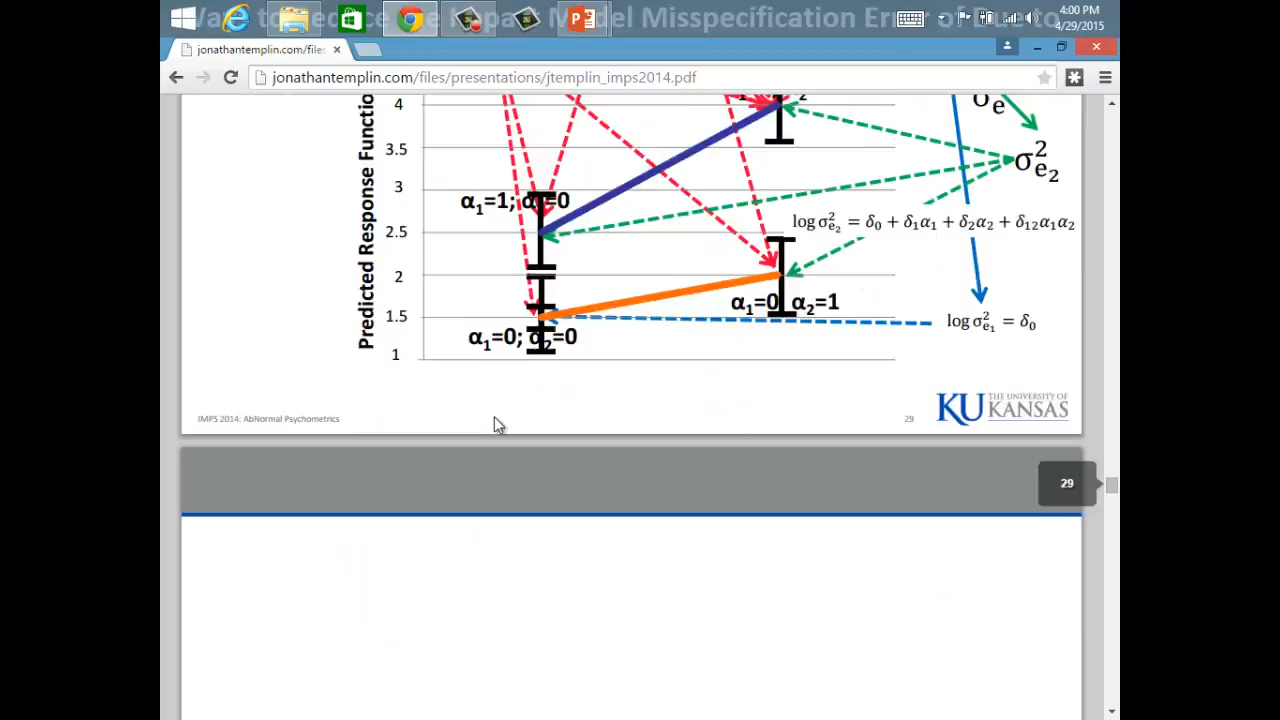 4:00 PM
4/29/2015
jonathantemplin.com/files
jonathantemplin.com/files/presentations/jtemplin_imps2014.pdf
Predicted Response Functio
4
3.5
3
2.5
2
1.5
1
σe
σ²e₂
α₁=1; α =0
log σ²e₂ = δ₀ + δ₁α₁ + δ₂α₂ + δ₁₂α₁α₂
α₁=0 α₂=1
log σ²e₁ = δ₀
α₁=0; α₂=0
IMPS 2014: AbNormal Psychometrics
29
KU THE UNIVERSITY OF
KANSAS
29